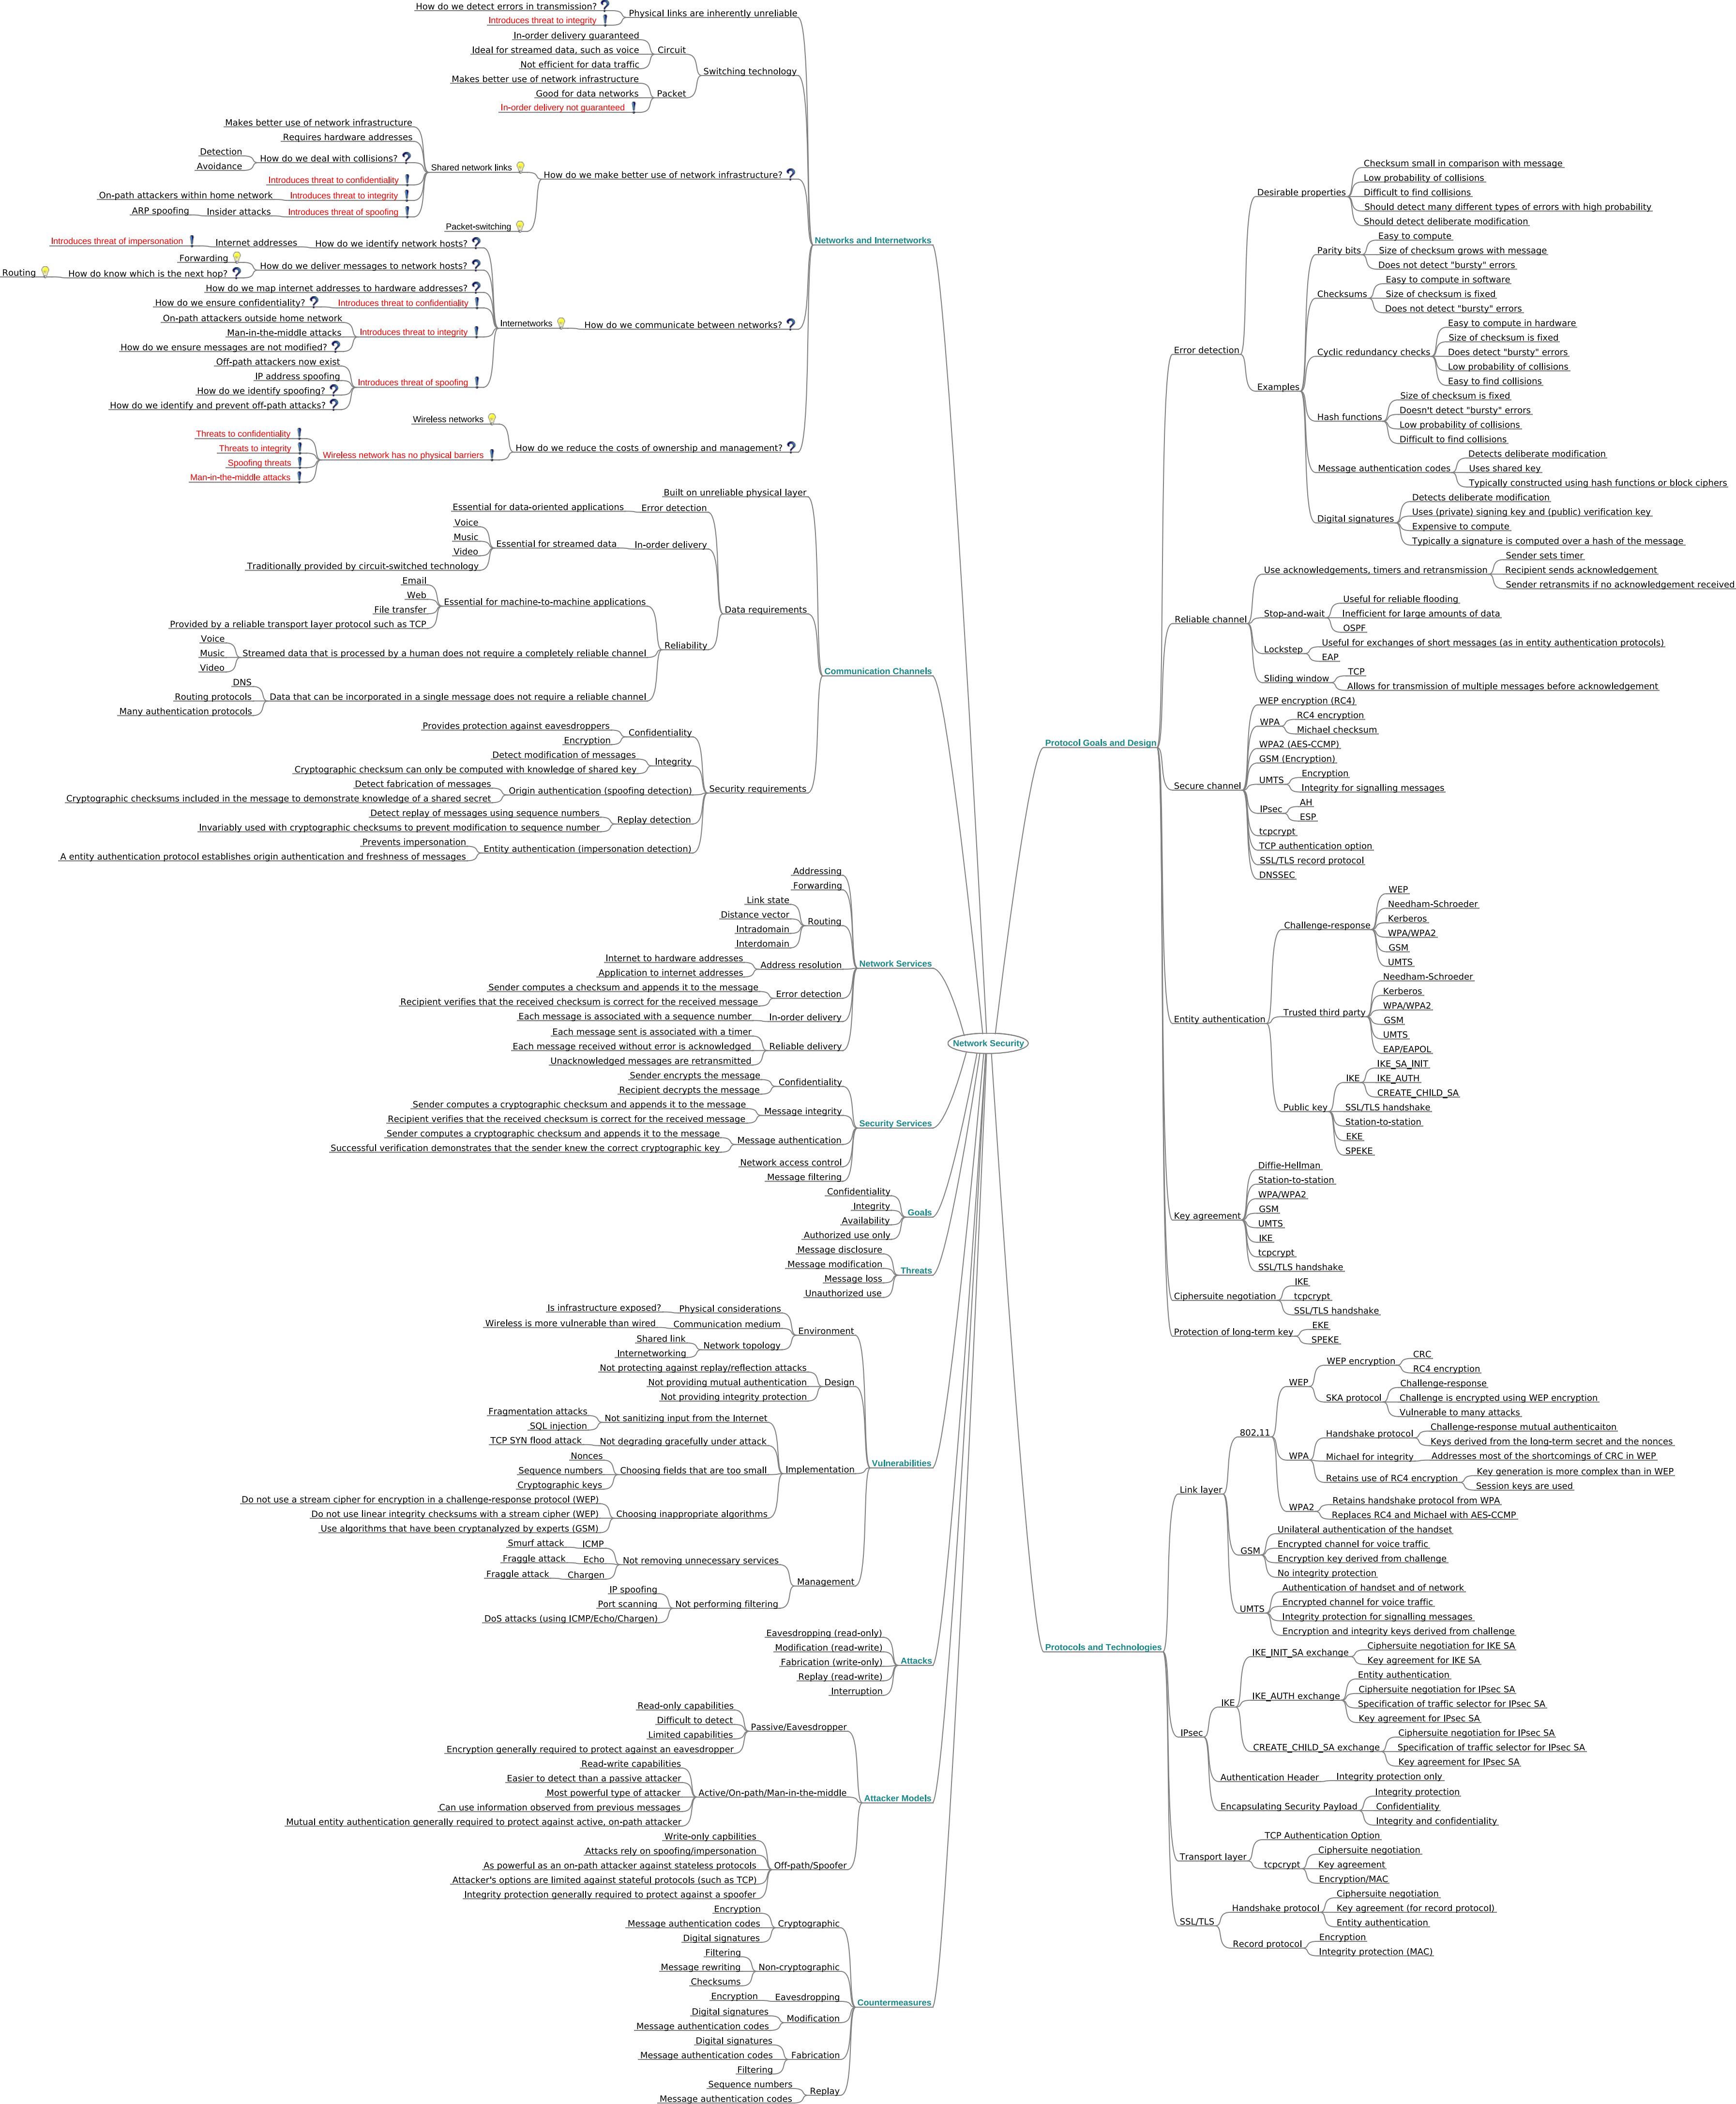 Network Security
Networks and Internetworks
Physical links are inherently unreliable
How do we detect errors in transmission?
Introduces threat to integrity
Switching technology
Circuit
In-order delivery guaranteed
Ideal for streamed data, such as voice
Not efficient for data traffic
Packet
Makes better use of network infrastructure
Good for data networks
In-order delivery not guaranteed
How do we make better use of network infrastructure?
Shared network links
Makes better use of network infrastructure
Requires hardware addresses
How do we deal with collisions?
Detection
Avoidance
Introduces threat to confidentiality
Introduces threat to integrity
On-path attackers within home network
Introduces threat of spoofing
Insider attacks
ARP spoofing
Packet-switching
How do we communicate between networks?
Internetworks
How do we identify network hosts?
Internet addresses
Introduces threat of impersonation
How do we deliver messages to network hosts?
Forwarding
How do know which is the next hop?
Routing
How do we map internet addresses to hardware addresses?
Introduces threat to confidentiality
How do we ensure confidentiality?
Introduces threat to integrity
On-path attackers outside home network
Man-in-the-middle attacks
How do we ensure messages are not modified?
Introduces threat of spoofing
Off-path attackers now exist
IP address spoofing
How do we identify spoofing?
How do we identify and prevent off-path attacks?
How do we reduce the costs of ownership and management?
Wireless networks
Wireless network has no physical barriers
Threats to confidentiality
Threats to integrity
Spoofing threats
Man-in-the-middle attacks
Communication Channels
Built on unreliable physical layer
Data requirements
Error detection
Essential for data-oriented applications
In-order delivery
Essential for streamed data
Voice
Music
Video
Traditionally provided by circuit-switched technology
Reliability
Essential for machine-to-machine applications
Email
Web
File transfer
Provided by a reliable transport layer protocol such as TCP
Streamed data that is processed by a human does not require a completely reliable channel
Voice
Music
Video
Data that can be incorporated in a single message does not require a reliable channel
DNS
Routing protocols
Many authentication protocols
Security requirements
Confidentiality
Provides protection against eavesdroppers
Encryption
Integrity
Detect modification of messages
Cryptographic checksum can only be computed with knowledge of shared key
Origin authentication (spoofing detection)
Detect fabrication of messages
Cryptographic checksums included in the message to demonstrate knowledge of a shared secret
Replay detection
Detect replay of messages using sequence numbers
Invariably used with cryptographic checksums to prevent modification to sequence number
Entity authentication (impersonation detection)
Prevents impersonation
A entity authentication protocol establishes origin authentication and freshness of messages
Network Services
Addressing
Forwarding
Routing
Link state
Distance vector
Intradomain
Interdomain
Address resolution
Internet to hardware addresses
Application to internet addresses
Error detection
Sender computes a checksum and appends it to the message
Recipient verifies that the received checksum is correct for the received message
In-order delivery
Each message is associated with a sequence number
Reliable delivery
Each message sent is associated with a timer
Each message received without error is acknowledged
Unacknowledged messages are retransmitted
Security Services
Confidentiality
Sender encrypts the message
Recipient decrypts the message
Message integrity
Sender computes a cryptographic checksum and appends it to the message
Recipient verifies that the received checksum is correct for the received message
Message authentication
Sender computes a cryptographic checksum and appends it to the message
Successful verification demonstrates that the sender knew the correct cryptographic key
Network access control
Message filtering
Goals
Confidentiality
Integrity
Availability
Authorized use only
Threats
Message disclosure
Message modification
Message loss
Unauthorized use
Vulnerabilities
Environment
Physical considerations
Is infrastructure exposed?
Communication medium
Wireless is more vulnerable than wired
Network topology
Shared link
Internetworking
Design
Not protecting against replay/reflection attacks
Not providing mutual authentication
Not providing integrity protection
Implementation
Not sanitizing input from the Internet
Fragmentation attacks
SQL injection
Not degrading gracefully under attack
TCP SYN flood attack
Choosing fields that are too small
Nonces
Sequence numbers
Cryptographic keys
Choosing inappropriate algorithms
Do not use a stream cipher for encryption in a challenge-response protocol (WEP)
Do not use linear integrity checksums with a stream cipher (WEP)
Use algorithms that have been cryptanalyzed by experts (GSM)
Management
Not removing unnecessary services
ICMP
Smurf attack
Echo
Fraggle attack
Chargen
Fraggle attack
Not performing filtering
IP spoofing
Port scanning
DoS attacks (using ICMP/Echo/Chargen)
Attacks
Eavesdropping (read-only)
Modification (read-write)
Fabrication (write-only)
Replay (read-write)
Interruption
Attacker Models
Passive/Eavesdropper
Read-only capabilities
Difficult to detect
Limited capabilities
Encryption generally required to protect against an eavesdropper
Active/On-path/Man-in-the-middle
Read-write capabilities
Easier to detect than a passive attacker
Most powerful type of attacker
Can use information observed from previous messages
Mutual entity authentication generally required to protect against active, on-path attacker
Off-path/Spoofer
Write-only capbilities
Attacks rely on spoofing/impersonation
As powerful as an on-path attacker against stateless protocols
Attacker's options are limited against stateful protocols (such as TCP)
Integrity protection generally required to protect against a spoofer
Countermeasures
Cryptographic
Encryption
Message authentication codes
Digital signatures
Non-cryptographic
Filtering
Message rewriting
Checksums
Eavesdropping
Encryption
Modification
Digital signatures
Message authentication codes
Fabrication
Digital signatures
Message authentication codes
Filtering
Replay
Sequence numbers
Message authentication codes
Protocol Goals and Design
Error detection
Desirable properties
Checksum small in comparison with message
Low probability of collisions
Difficult to find collisions
Should detect many different types of errors with high probability
Should detect deliberate modification
Examples
Parity bits
Easy to compute
Size of checksum grows with message
Does not detect "bursty" errors
Checksums
Easy to compute in software
Size of checksum is fixed
Does not detect "bursty" errors
Cyclic redundancy checks
Easy to compute in hardware
Size of checksum is fixed
Does detect "bursty" errors
Low probability of collisions
Easy to find collisions
Hash functions
Size of checksum is fixed
Doesn't detect "bursty" errors
Low probability of collisions
Difficult to find collisions
Message authentication codes
Detects deliberate modification
Uses shared key
Typically constructed using hash functions or block ciphers
Digital signatures
Detects deliberate modification
Uses (private) signing key and (public) verification key
Expensive to compute
Typically a signature is computed over a hash of the message
Reliable channel
Use acknowledgements, timers and retransmission
Sender sets timer
Recipient sends acknowledgement
Sender retransmits if no acknowledgement received
Stop-and-wait
Useful for reliable flooding
Inefficient for large amounts of data
OSPF
Lockstep
Useful for exchanges of short messages (as in entity authentication protocols)
EAP
Sliding window
TCP
Allows for transmission of multiple messages before acknowledgement
Secure channel
WEP encryption (RC4)
WPA
RC4 encryption
Michael checksum
WPA2 (AES-CCMP)
GSM (Encryption)
UMTS
Encryption
Integrity for signalling messages
IPsec
AH
ESP
tcpcrypt
TCP authentication option
SSL/TLS record protocol
DNSSEC
Entity authentication
Challenge-response
WEP
Needham-Schroeder
Kerberos
WPA/WPA2
GSM
UMTS
Trusted third party
Needham-Schroeder
Kerberos
WPA/WPA2
GSM
UMTS
EAP/EAPOL
Public key
IKE
IKE_SA_INIT
IKE_AUTH
CREATE_CHILD_SA
SSL/TLS handshake
Station-to-station
EKE
SPEKE
Key agreement
Diffie-Hellman
Station-to-station
WPA/WPA2
GSM
UMTS
IKE
tcpcrypt
SSL/TLS handshake
Ciphersuite negotiation
IKE
tcpcrypt
SSL/TLS handshake
Protection of long-term key
EKE
SPEKE
Protocols and Technologies
Link layer
802.11
WEP
WEP encryption
CRC
RC4 encryption
SKA protocol
Challenge-response
Challenge is encrypted using WEP encryption
Vulnerable to many attacks
WPA
Handshake protocol
Challenge-response mutual authenticaiton
Keys derived from the long-term secret and the nonces
Michael for integrity
Addresses most of the shortcomings of CRC in WEP
Retains use of RC4 encryption
Key generation is more complex than in WEP
Session keys are used
WPA2
Retains handshake protocol from WPA
Replaces RC4 and Michael with AES-CCMP
GSM
Unilateral authentication of the handset
Encrypted channel for voice traffic
Encryption key derived from challenge
No integrity protection
UMTS
Authentication of handset and of network
Encrypted channel for voice traffic
Integrity protection for signalling messages
Encryption and integrity keys derived from challenge
IPsec
IKE
IKE_INIT_SA exchange
Ciphersuite negotiation for IKE SA
Key agreement for IKE SA
IKE_AUTH exchange
Entity authentication
Ciphersuite negotiation for IPsec SA
Specification of traffic selector for IPsec SA
Key agreement for IPsec SA
CREATE_CHILD_SA exchange
Ciphersuite negotiation for IPsec SA
Specification of traffic selector for IPsec SA
Key agreement for IPsec SA
Authentication Header
Integrity protection only
Encapsulating Security Payload
Integrity protection
Confidentiality
Integrity and confidentiality
Transport layer
TCP Authentication Option
tcpcrypt
Ciphersuite negotiation
Key agreement
Encryption/MAC
SSL/TLS
Handshake protocol
Ciphersuite negotiation
Key agreement (for record protocol)
Entity authentication
Record protocol
Encryption
Integrity protection (MAC)